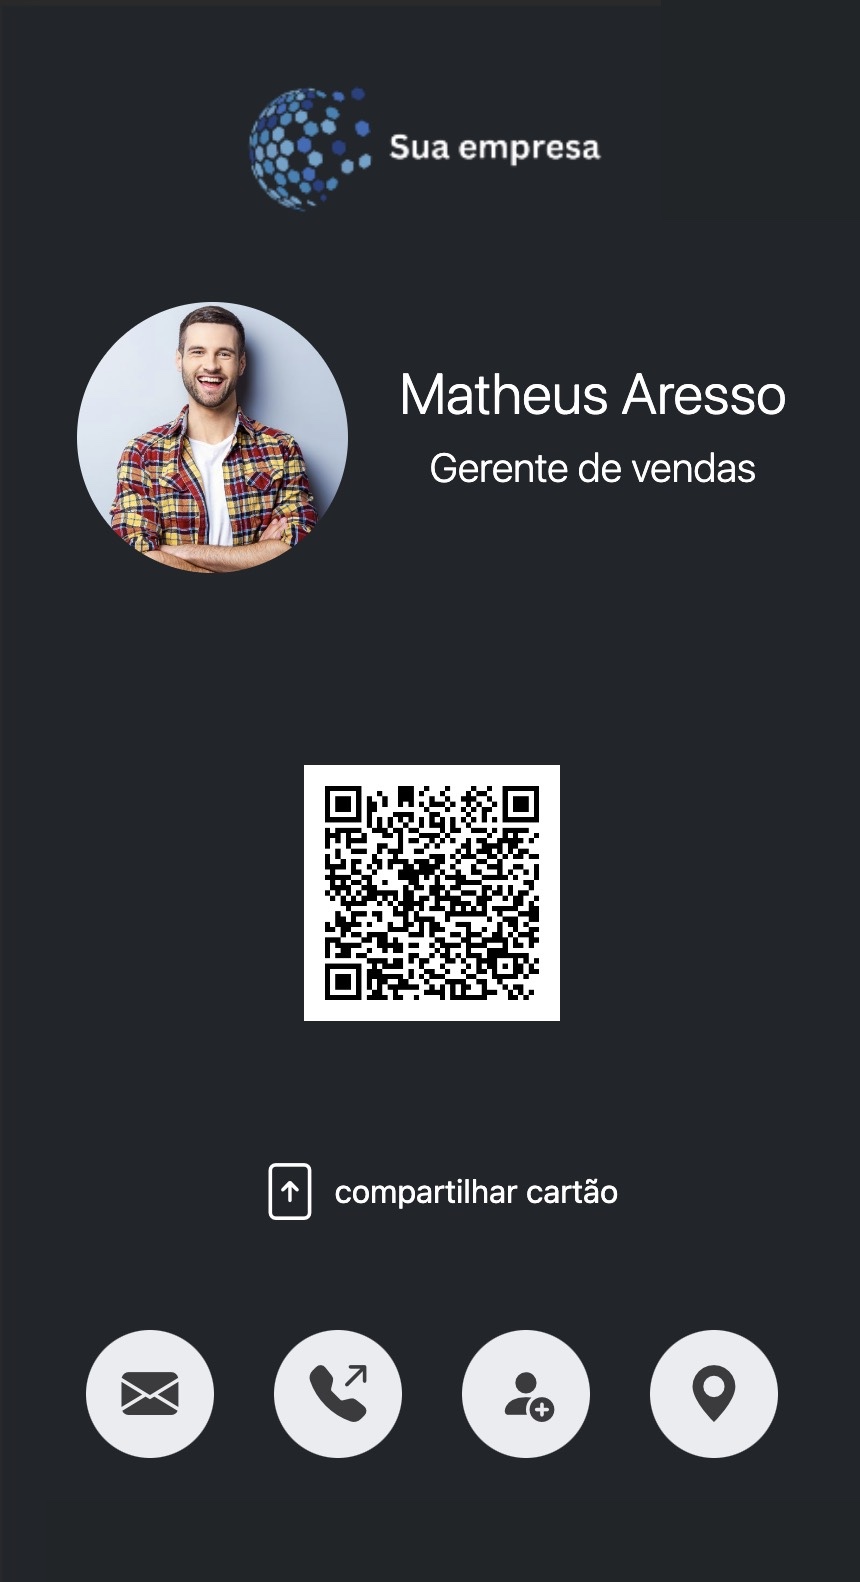 Sua empresa
Matheus Aresso
Gerente de vendas
compartilhar cartão